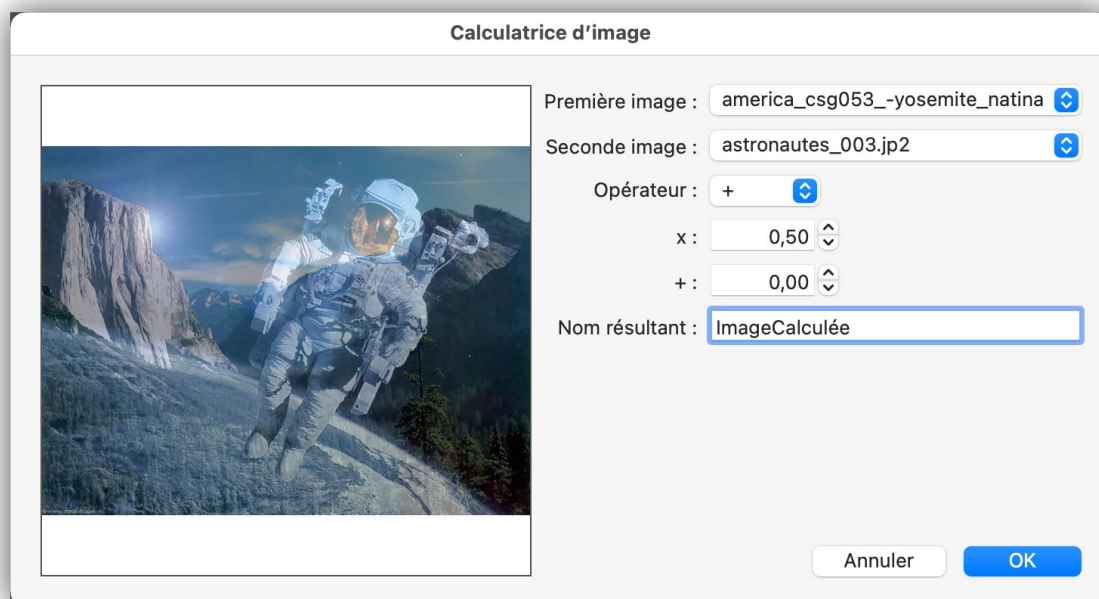 Calculatrice d’image
Première image : america_csg053_-yosemite_natina
Seconde image : astronautes_003.jp2
Opérateur : +
x : 0,50
+ : 0,00
Nom résultant : ImageCalculée
Annuler OK